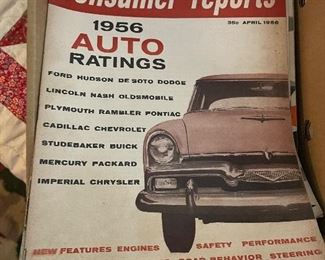 Consumer reports
35¢ APRIL 1956
1956
AUTO
RATINGS
FORD HUDSON DE SOTO DODGE
LINCOLN NASH OLDSMOBILE
PLYMOUTH RAMBLER PONTIAC
CADILLAC CHEVROLET
STUDEBAKER BUICK
MERCURY PACKARD
IMPERIAL CHRYSLER
NEW FEATURES ENGINES SAFETY PERFORMANCE
ROAD BEHAVIOR STEERING